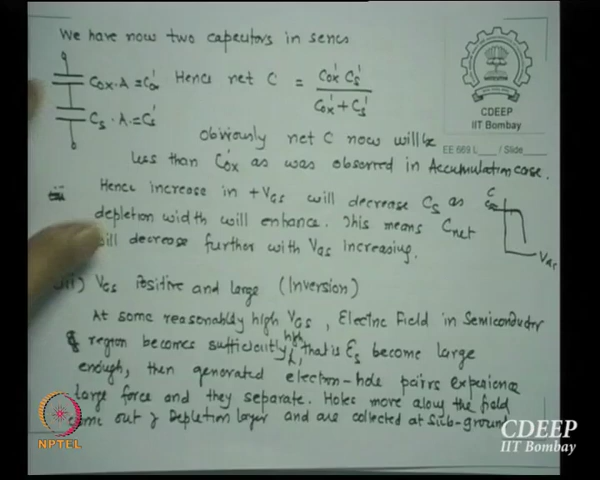 We have now two capacitors in series
Cox·A = C'ox Hence net C = C'ox C's / C'ox + C's
Cs·A = C's
CDEEP
IIT Bombay
EE 669 L___/ Slide___
Obviously net C now will be
less than C'ox as was observed in Accumulation case.
Hence increase in +VGS will decrease Cs as
depletion width will enhance. This means Cnet
will decrease further with VGS increasing.
C
Cox
VGS
iii) VGS Positive and large (Inversion)
At some reasonably high VGS, Electric Field in Semiconductor
region becomes sufficiently high, that is Es become large
enough, then generated electron-hole pairs experience
large force and they separate. Holes move along the field
come out of Depletion layer and are collected at Sub-ground
NPTEL
CDEEP
IIT Bombay